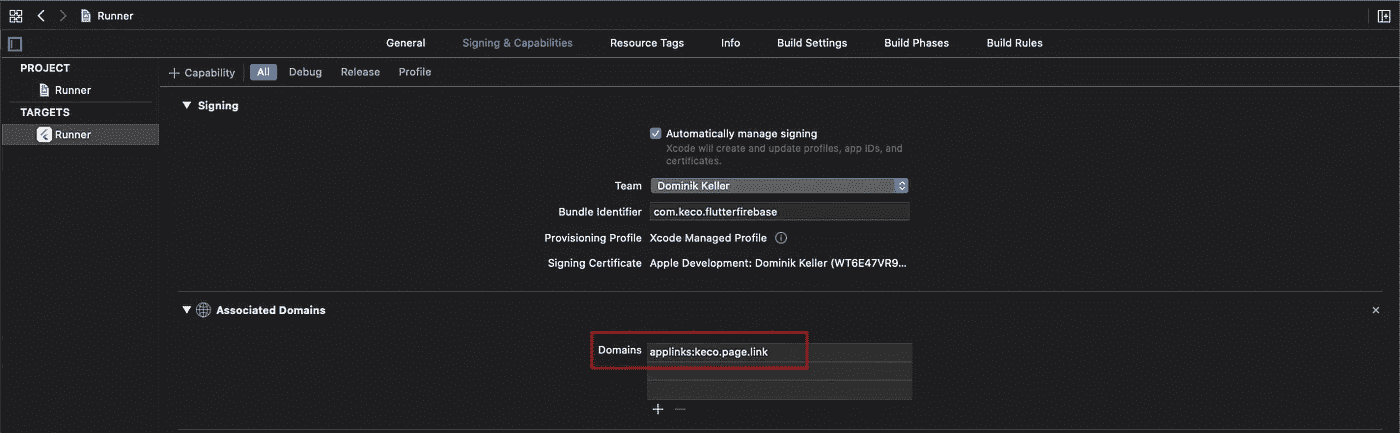 Runner
General Signing & Capabilities Resource Tags Info Build Settings Build Phases Build Rules
PROJECT
Runner
TARGETS
Runner
+ Capability All Debug Release Profile
Signing
Automatically manage signing
Xcode will create and update profiles, app IDs, and
certificates.
Team Dominik Keller
Bundle Identifier com.keco.flutterfirebase
Provisioning Profile Xcode Managed Profile
Signing Certificate Apple Development: Dominik Keller (WT6E47VR9...
Associated Domains
Domains applinks:keco.page.link